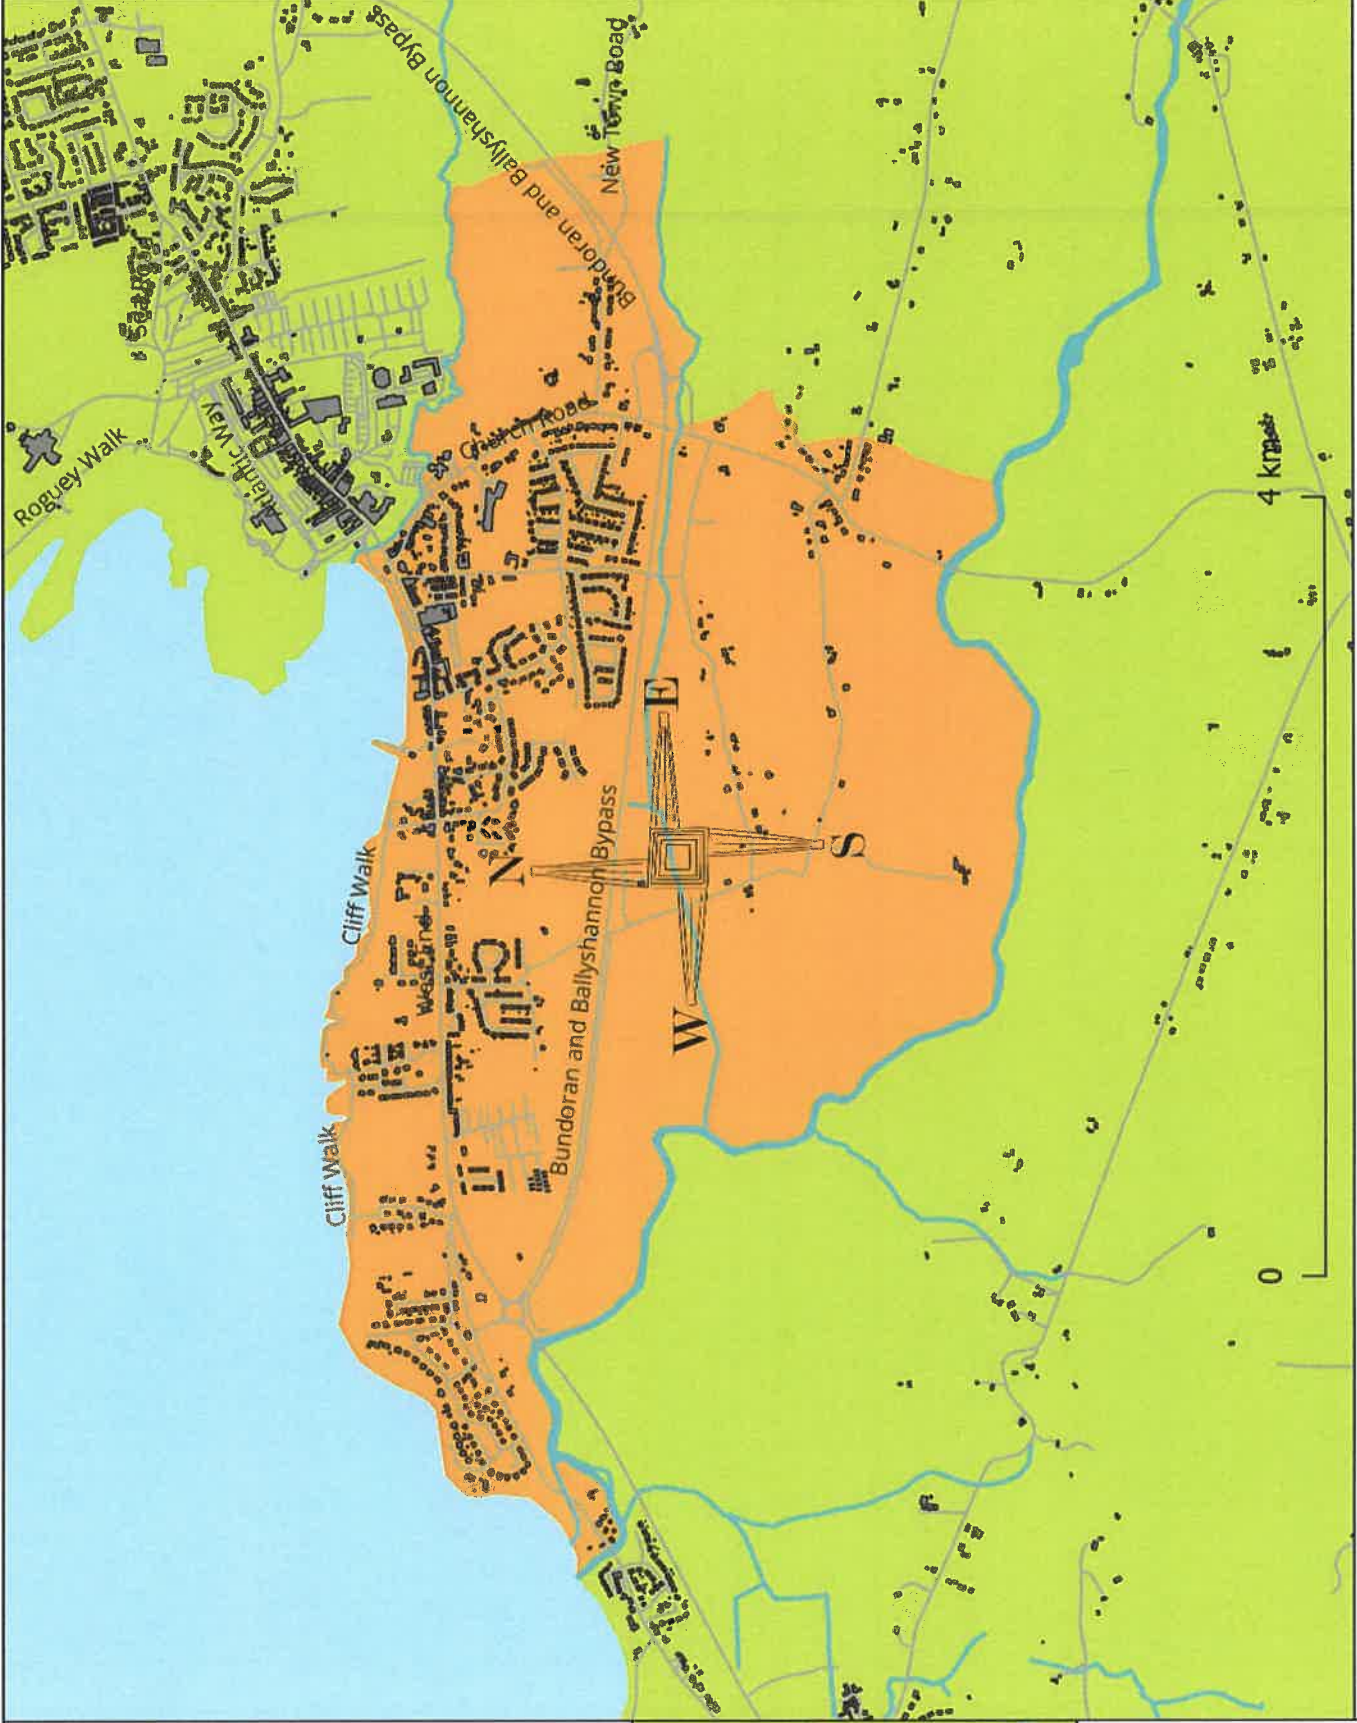 Bundoran and Ballyshannon Bypass
New Town Road
Roguey Walk
Atlantic Way
Church Road
Cliff Walk
West End
N
E
W
S
Bundoran and Ballyshannon Bypass
Cliff Walk
0
4 kms